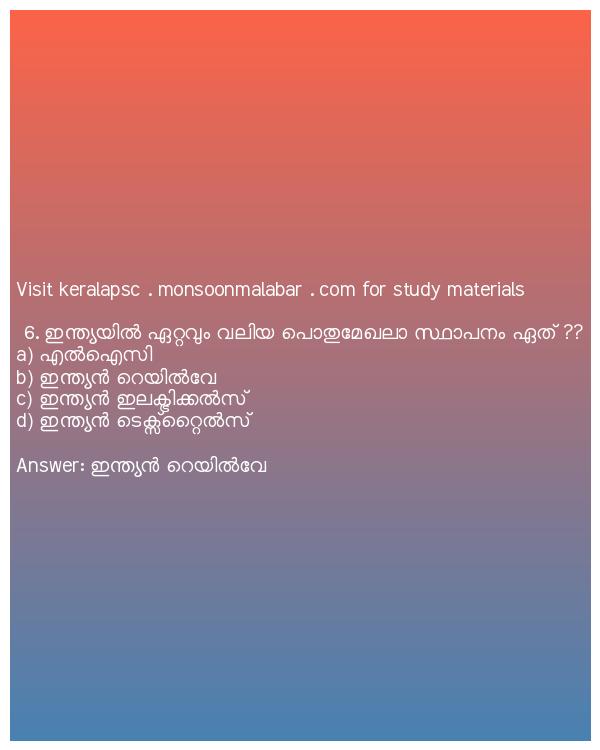 Visit keralapsc . monsoonmalabar . com for study materials
6. ഇന്ത്യയിൽ ഏറ്റവും വലിയ പൊതുമേഖലാ സ്ഥാപനം ഏത് ??
a) എൽഐസി
b) ഇന്ത്യൻ റെയിൽവേ
c) ഇന്ത്യൻ ഇലക്ട്രിക്കൽസ്
d) ഇന്ത്യൻ ടെക്സ്റ്റൈൽസ്
Answer: ഇന്ത്യൻ റെയിൽവേ